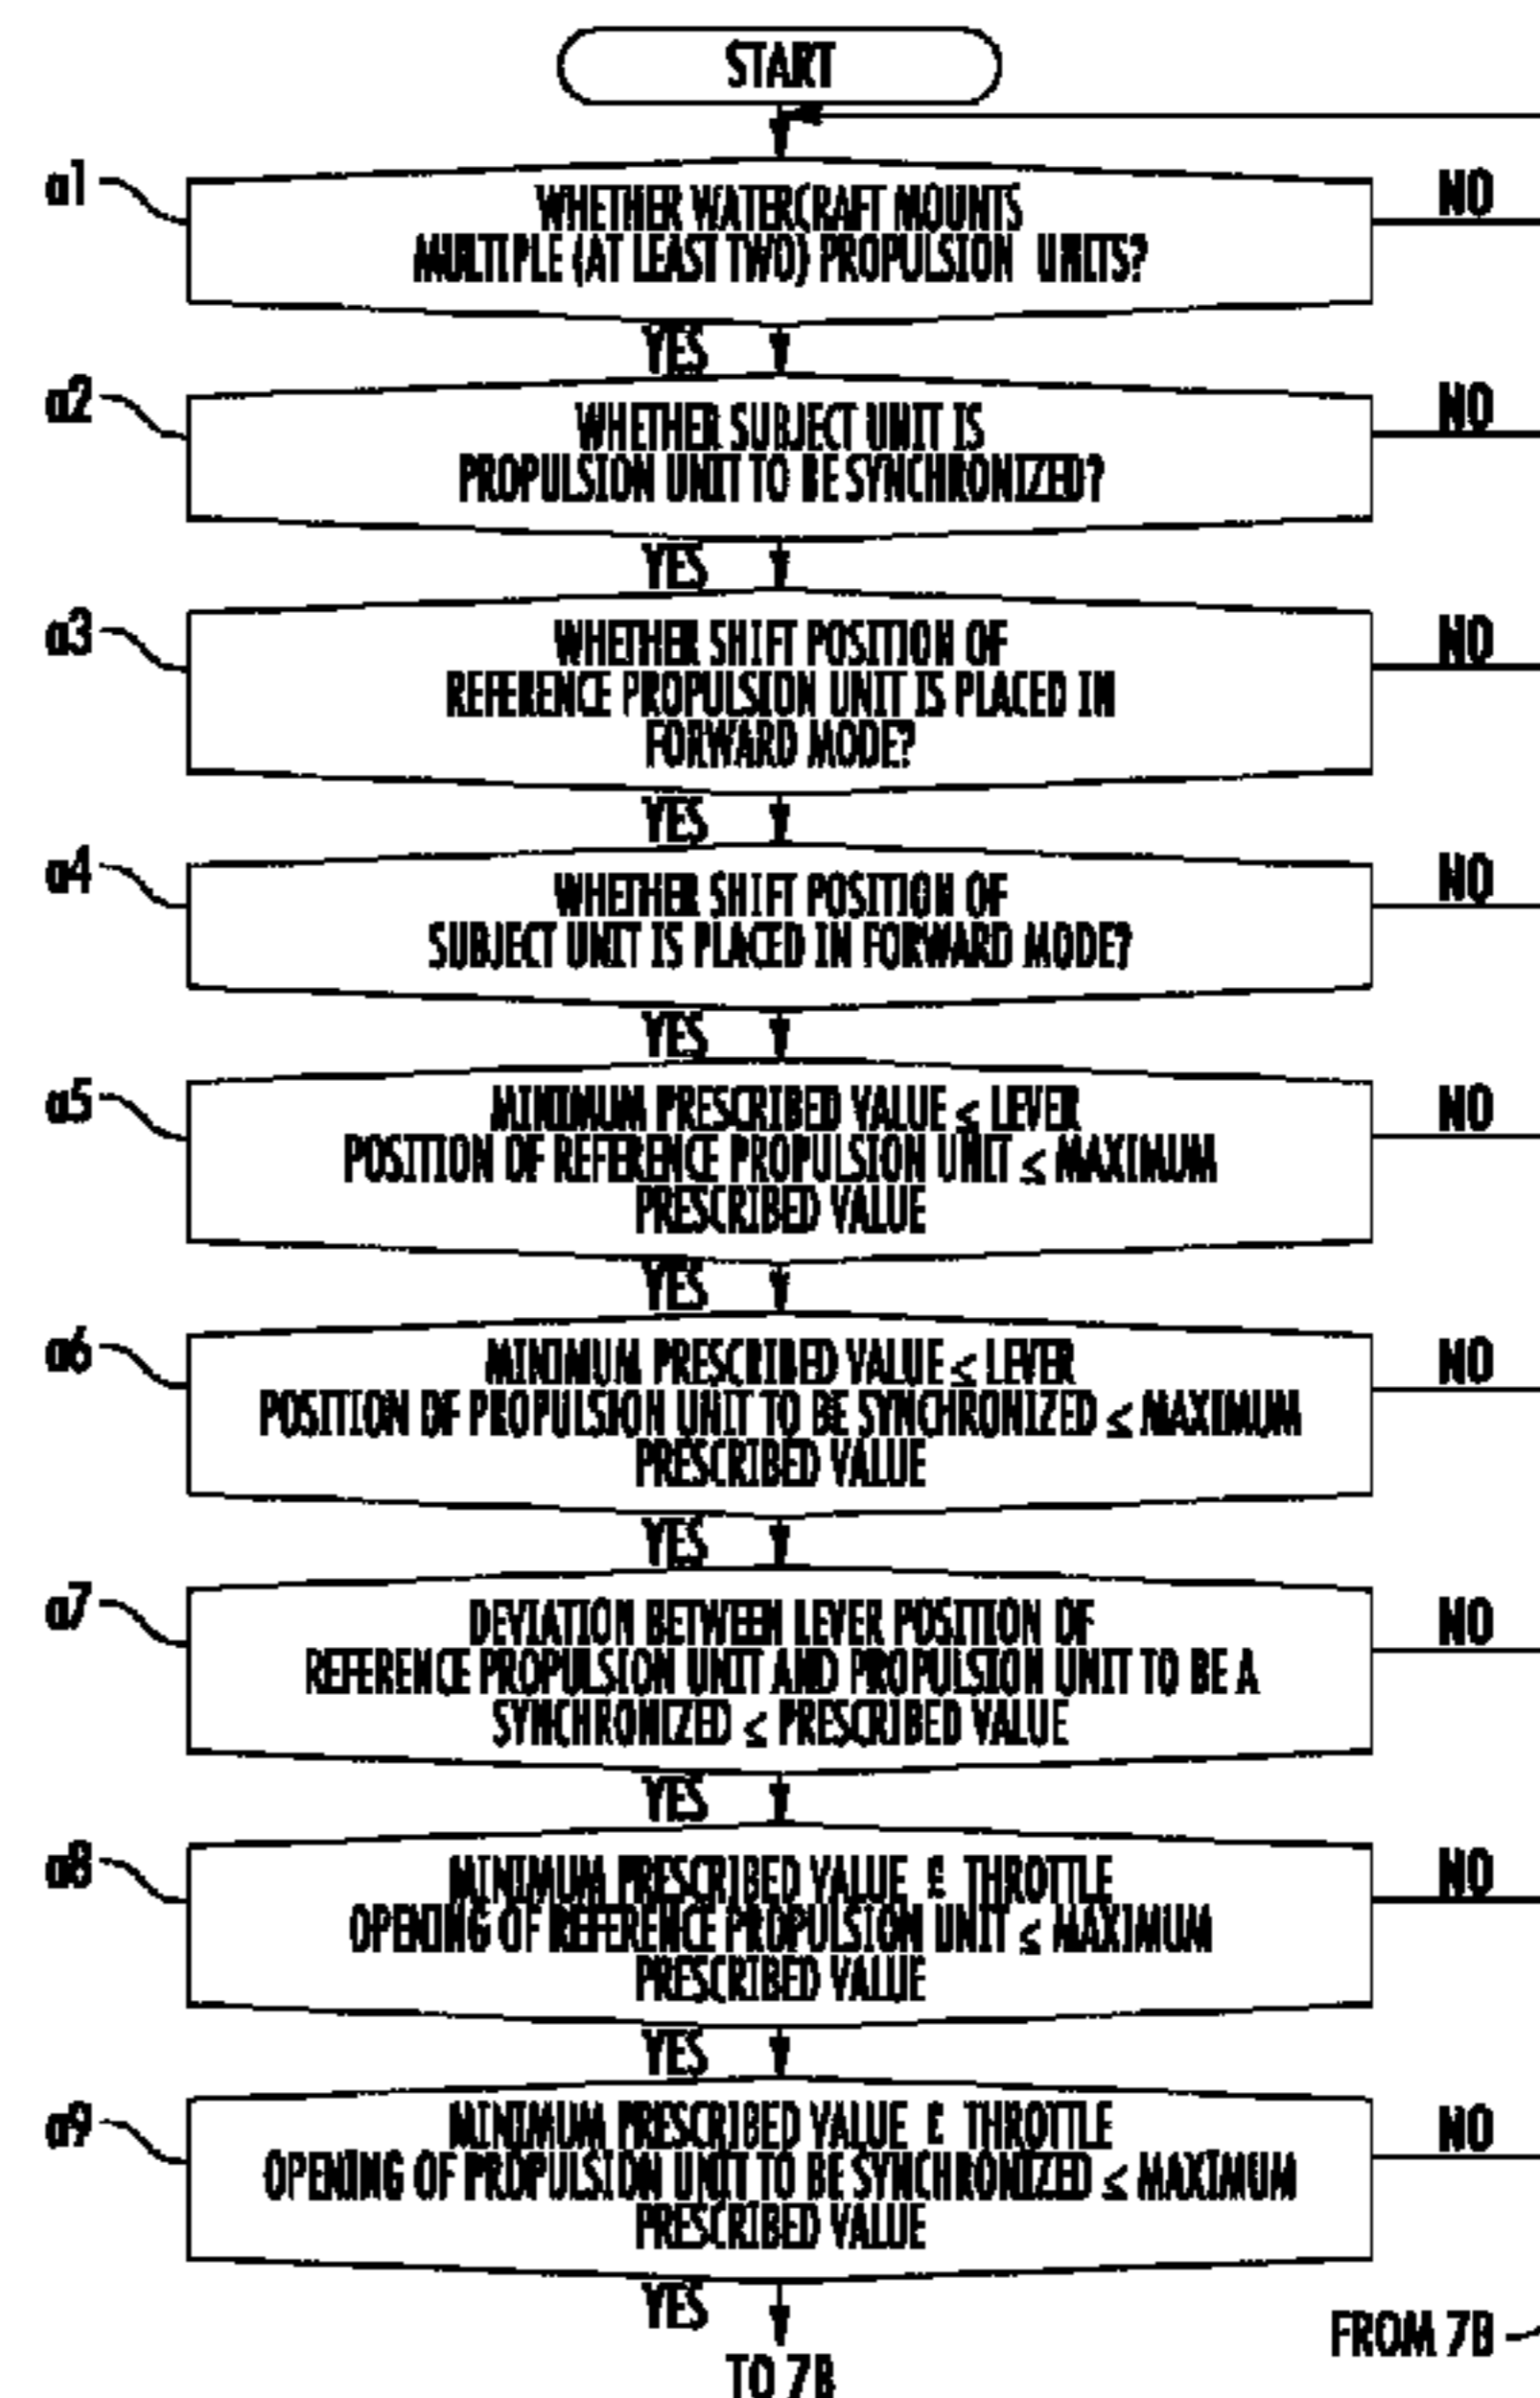 START
a1
WHETHER WATERCRAFT MOUNTS
MULTIPLE (AT LEAST TWO) PROPULSION UNITS?
NO
YES
a2
WHETHER SUBJECT UNIT IS
PROPULSION UNIT TO BE SYNCHRONIZED?
NO
YES
a3
WHETHER SHIFT POSITION OF
REFERENCE PROPULSION UNIT IS PLACED IN
FORWARD MODE?
NO
YES
a4
WHETHER SHIFT POSITION OF
SUBJECT UNIT IS PLACED IN FORWARD MODE?
NO
YES
a5
MINIMUM PRESCRIBED VALUE ≤ LEVER
POSITION OF REFERENCE PROPULSION UNIT ≤ MAXIMUM
PRESCRIBED VALUE
NO
YES
a6
MINIMUM PRESCRIBED VALUE ≤ LEVER
POSITION OF PROPULSION UNIT TO BE SYNCHRONIZED ≤ MAXIMUM
PRESCRIBED VALUE
NO
YES
a7
DEVIATION BETWEEN LEVER POSITION OF
REFERENCE PROPULSION UNIT AND PROPULSION UNIT TO BE A
SYNCHRONIZED ≤ PRESCRIBED VALUE
NO
YES
a8
MINIMUM PRESCRIBED VALUE £ THROTTLE
OPENING OF REFERENCE PROPULSION UNIT ≤ MAXIMUM
PRESCRIBED VALUE
NO
YES
a9
MINIMUM PRESCRIBED VALUE £ THROTTLE
OPENING OF PROPULSION UNIT TO BE SYNCHRONIZED ≤ MAXIMUM
PRESCRIBED VALUE
NO
YES
FROM 7B
TO 7B